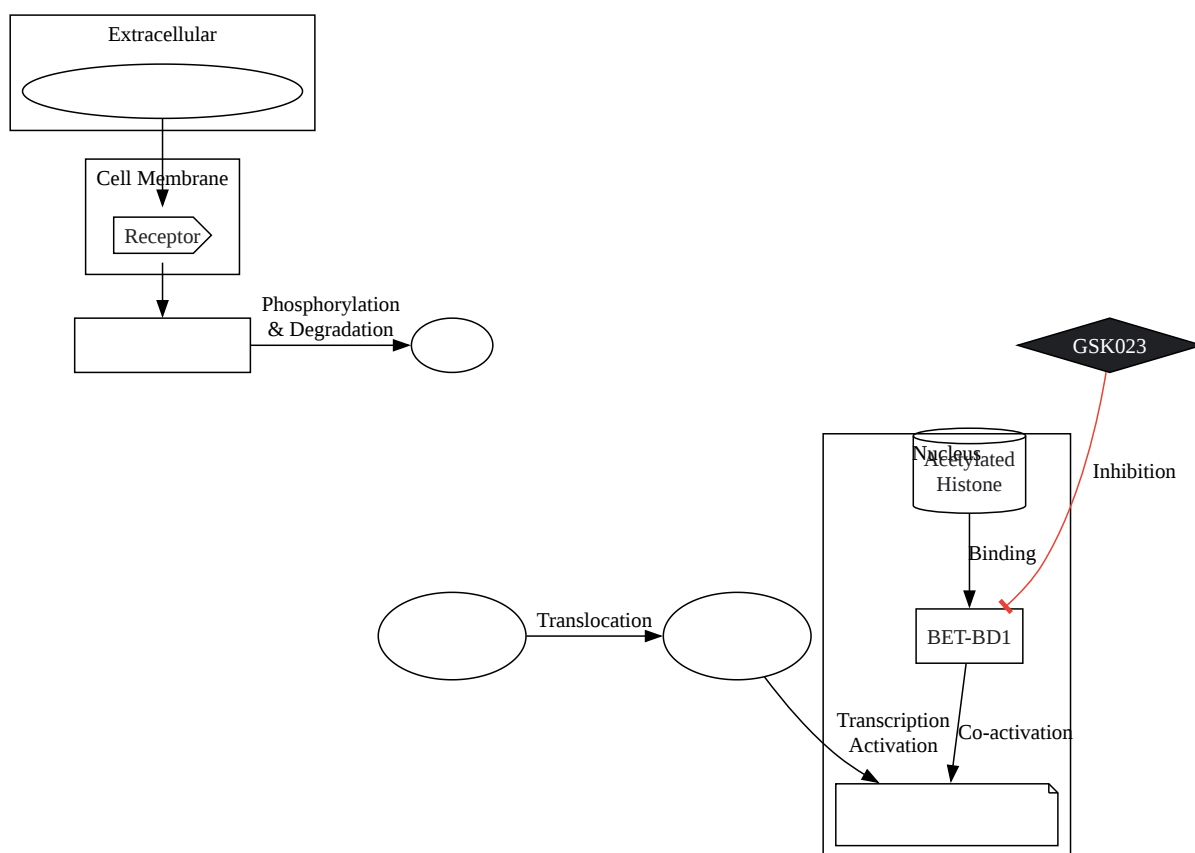 Extracellular
Cell Membrane
Receptor
Phosphorylation
& Degradation
GSK023
Nucleus
Acetylated
Histone
Inhibition
Binding
Translocation
BET-BD1
Transcription
Activation
Co-activation